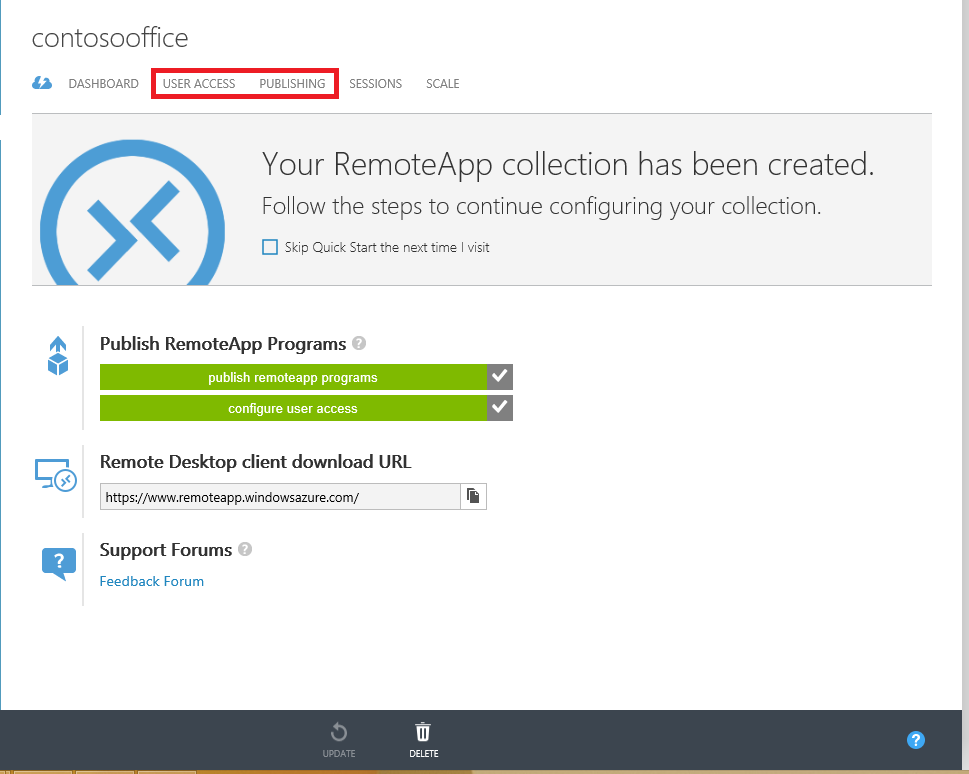 contosooffice
DASHBOARD USER ACCESS PUBLISHING SESSIONS SCALE
Your RemoteApp collection has been created.
Follow the steps to continue configuring your collection.
Skip Quick Start the next time I visit
Publish RemoteApp Programs ?
publish remoteapp programs
configure user access
Remote Desktop client download URL
https://www.remoteapp.windowsazure.com/
? Support Forums ?
Feedback Forum
UPDATE DELETE ?